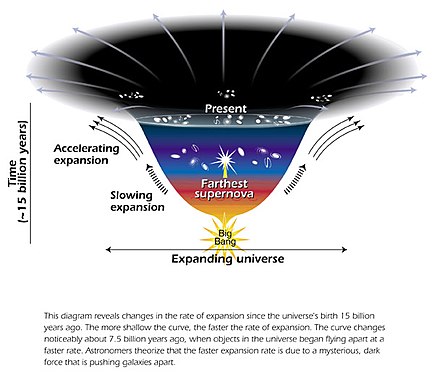 Present
Accelerating
expansion
Time
(~15 billion years)
Slowing
expansion
Farthest
supernova
Big
Bang
Expanding universe
This diagram reveals changes in the rate of expansion since the universe's birth 15 billion
years ago. The more shallow the curve, the faster the rate of expansion. The curve changes
noticeably about 7.5 billion years ago, when objects in the universe began flying apart at a
faster rate. Astronomers theorize that the faster expansion rate is due to a mysterious, dark
force that is pushing galaxies apart.